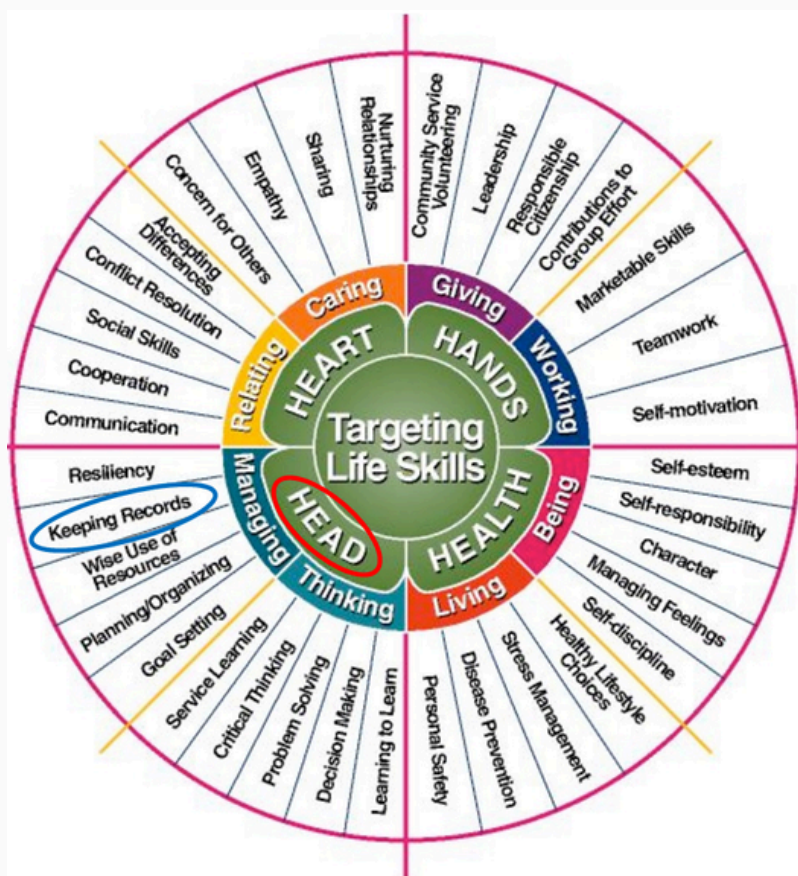 Targeting
Life Skills
HEART
HANDS
HEALTH
HEAD
Caring
Giving
Working
Being
Living
Thinking
Managing
Relating
Nurturing
Relationships
Sharing
Empathy
Concern for Others
Accepting
Differences
Conflict Resolution
Social Skills
Cooperation
Communication
Community Service
Volunteering
Leadership
Responsible
Citizenship
Contributions to
Group Effort
Marketable Skills
Teamwork
Self-motivation
Self-esteem
Self-responsibility
Character
Managing Feelings
Self-discipline
Healthy Lifestyle
Choices
Stress Management
Disease Prevention
Personal Safety
Learning to Learn
Decision Making
Problem Solving
Critical Thinking
Service Learning
Goal Setting
Planning/Organizing
Wise Use of
Resources
Keeping Records
Resiliency